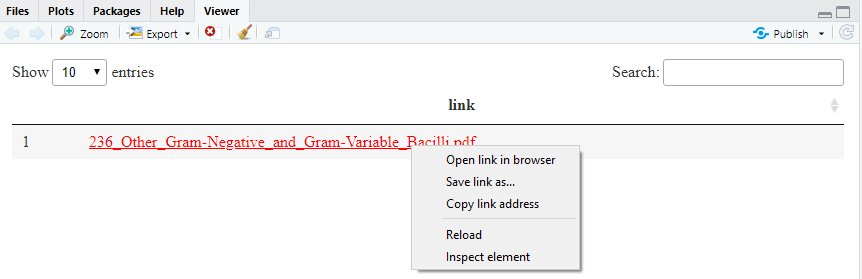 Files Plots Packages Help Viewer
Zoom Export Publish
Show 10 entries Search:
link
1 236_Other_Gram-Negative_and_Gram-Variable_Bacilli.pdf
Open link in browser
Save link as...
Copy link address
Reload
Inspect element